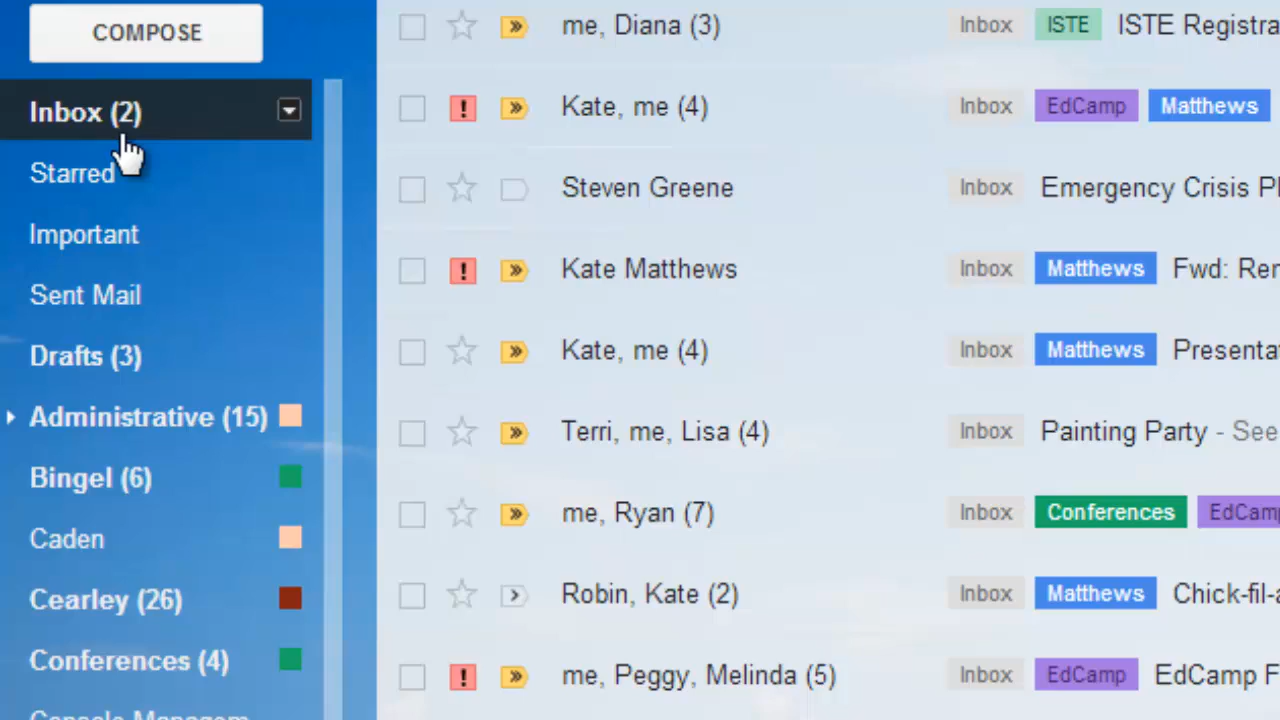 COMPOSE
Inbox (2)
Starred
Important
Sent Mail
Drafts (3)
Administrative (15)
Bingel (6)
Caden
Cearley (26)
Conferences (4)
Console Managem
me, Diana (3) Inbox ISTE ISTE Registra
Kate, me (4) Inbox EdCamp Matthews
Steven Greene Inbox Emergency Crisis Pl
Kate Matthews Inbox Matthews Fwd: Rer
Kate, me (4) Inbox Matthews Presenta
Terri, me, Lisa (4) Inbox Painting Party - See
me, Ryan (7) Inbox Conferences EdCam
Robin, Kate (2) Inbox Matthews Chick-fil-a
me, Peggy, Melinda (5) Inbox EdCamp EdCamp F